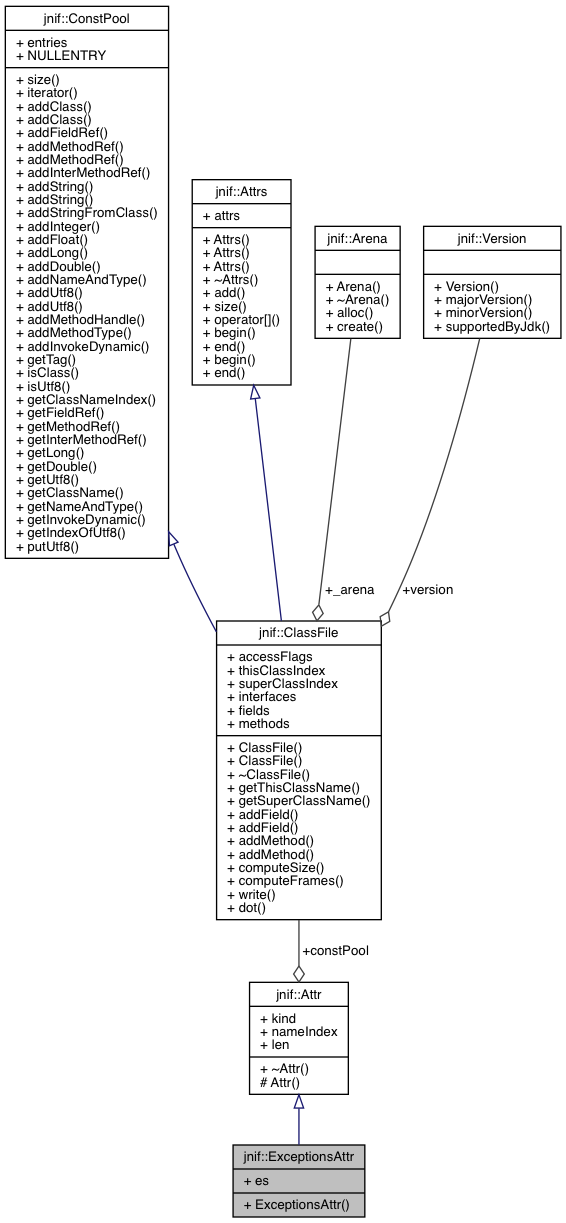 jnif::ConstPool
+ entries
+ NULLENTRY
+ size()
+ iterator()
+ addClass()
+ addClass()
+ addFieldRef()
+ addMethodRef()
+ addMethodRef()
+ addInterMethodRef()
+ addString()
+ addString()
+ addStringFromClass()
+ addInteger()
+ addFloat()
+ addLong()
+ addDouble()
+ addNameAndType()
+ addUtf8()
+ addUtf8()
+ addMethodHandle()
+ addMethodType()
+ addInvokeDynamic()
+ getTag()
+ isClass()
+ isUtf8()
+ getClassNameIndex()
+ getFieldRef()
+ getMethodRef()
+ getInterMethodRef()
+ getLong()
+ getDouble()
+ getUtf8()
+ getClassName()
+ getNameAndType()
+ getInvokeDynamic()
+ getIndexOfUtf8()
+ putUtf8()
jnif::Attrs
+ attrs
+ Attrs()
+ Attrs()
+ Attrs()
+ ~Attrs()
+ add()
+ size()
+ operator[]()
+ begin()
+ end()
+ begin()
+ end()
jnif::Arena
+ Arena()
+ ~Arena()
+ alloc()
+ create()
jnif::Version
+ Version()
+ majorVersion()
+ minorVersion()
+ supportedByJdk()
+_arena
+version
jnif::ClassFile
+ accessFlags
+ thisClassIndex
+ superClassIndex
+ interfaces
+ fields
+ methods
+ ClassFile()
+ ClassFile()
+ ~ClassFile()
+ getThisClassName()
+ getSuperClassName()
+ addField()
+ addField()
+ addMethod()
+ addMethod()
+ computeSize()
+ computeFrames()
+ write()
+ dot()
+constPool
jnif::Attr
+ kind
+ nameIndex
+ len
+ ~Attr()
# Attr()
jnif::ExceptionsAttr
+ es
+ ExceptionsAttr()